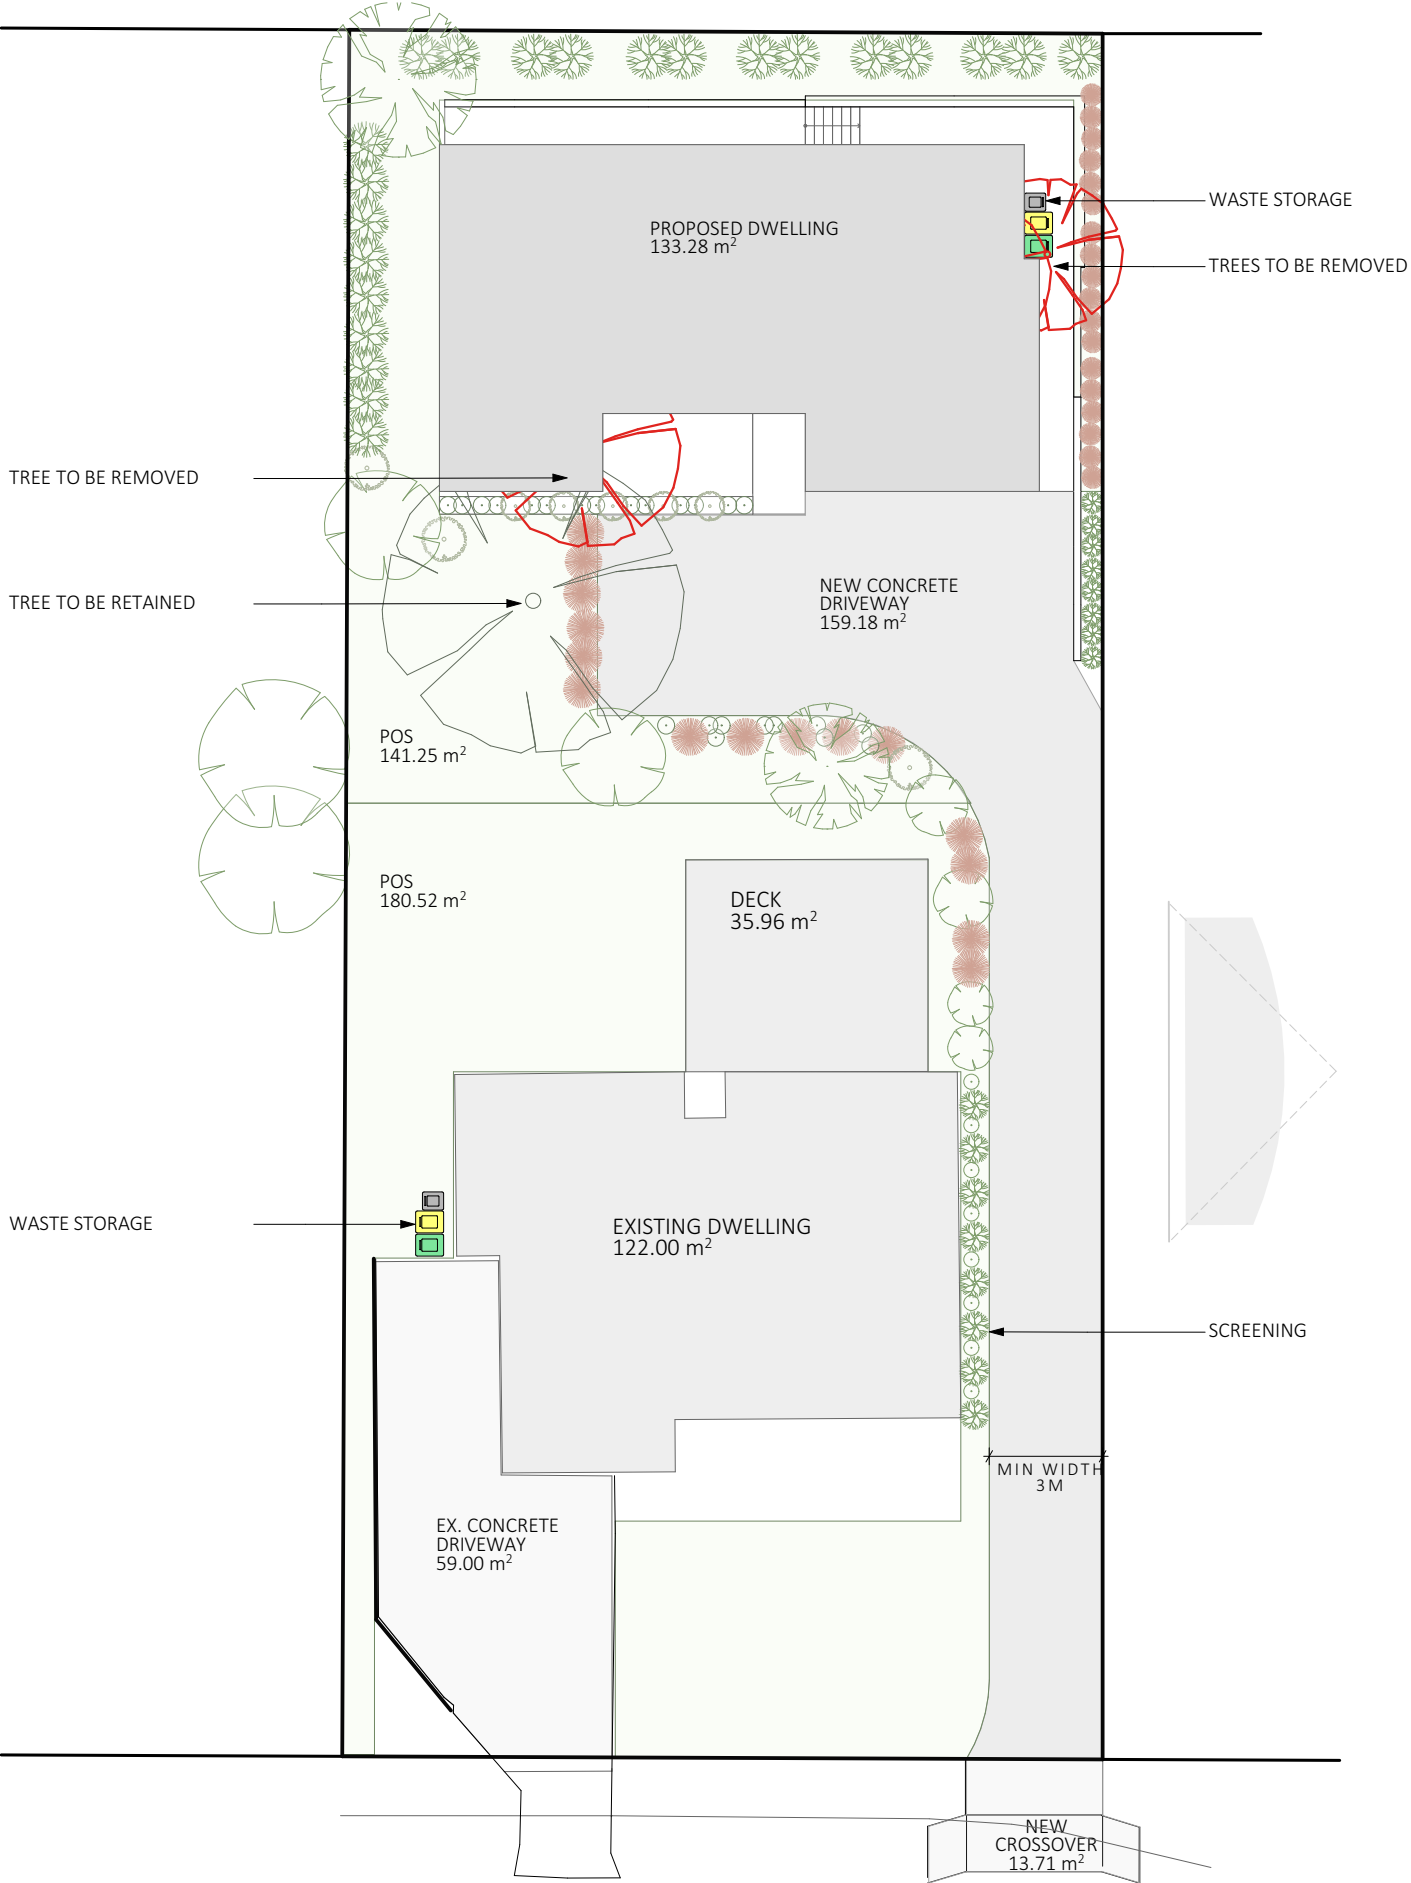 WASTE STORAGE
PROPOSED DWELLING
133.28 m²
TREES TO BE REMOVED
TREE TO BE REMOVED
NEW CONCRETE
DRIVEWAY
159.18 m²
TREE TO BE RETAINED
POS
141.25 m²
POS
180.52 m²
DECK
35.96 m²
WASTE STORAGE
EXISTING DWELLING
122.00 m²
SCREENING
MIN WIDTH
3M
EX. CONCRETE
DRIVEWAY
59.00 m²
NEW
CROSSOVER
13.71 m²